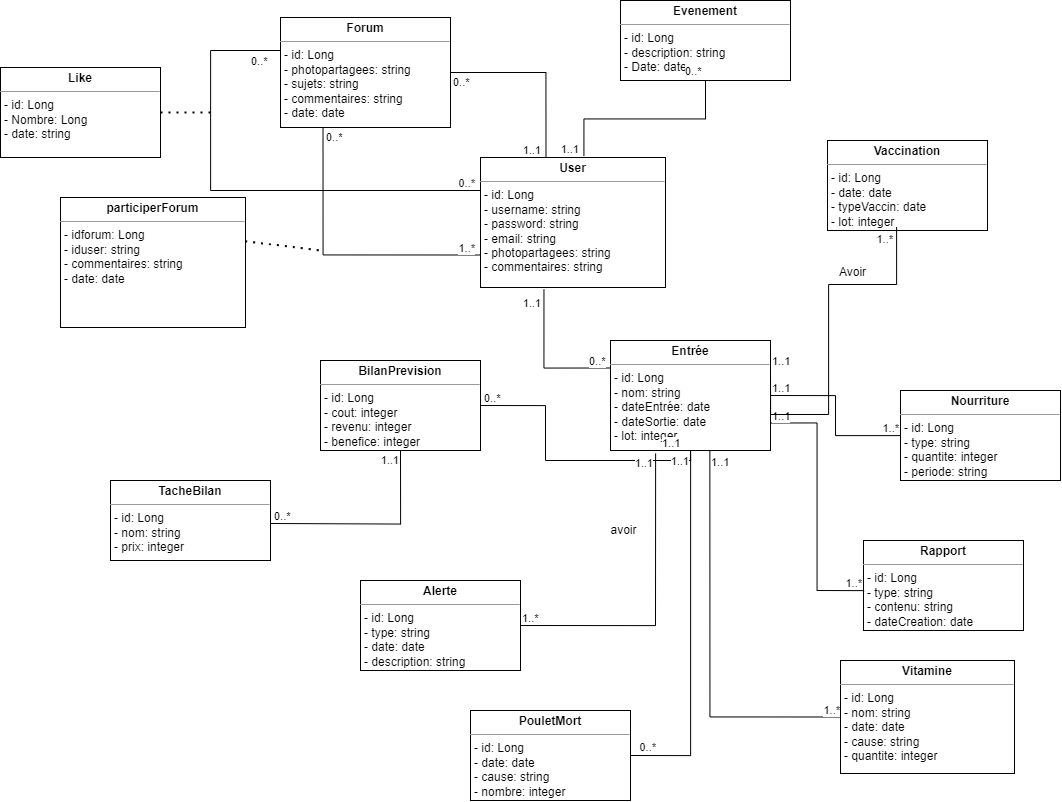 Evenement
- id: Long
- description: string
- Date: date
0..*
Forum
- id: Long
- photopartagees: string
- sujets: string
- commentaires: string
- date: date
0..*
0..*
0..*
Like
- id: Long
- Nombre: Long
- date: string
1..1
1..1
User
- id: Long
- username: string
- password: string
- email: string
- photopartagees: string
- commentaires: string
0..*
1..*
1..1
participerForum
- idforum: Long
- iduser: string
- commentaires: string
- date: date
Vaccination
- id: Long
- date: date
- typeVaccin: date
- lot: integer
1..*
Avoir
Entrée
- id: Long
- nom: string
- dateEntrée: date
- dateSortie: date
- lot: integer
0..*
1..1
1..1
1..1
1..1
1..1
1..1
1..1
BilanPrevision
- id: Long
- cout: integer
- revenu: integer
- benefice: integer
0..*
1..1
Nourriture
- id: Long
- type: string
- quantite: integer
- periode: string
1..*
TacheBilan
- id: Long
- nom: string
- prix: integer
0..*
avoir
Rapport
- id: Long
- type: string
- contenu: string
- dateCreation: date
1..*
Alerte
- id: Long
- type: string
- date: date
- description: string
1..*
Vitamine
- id: Long
- nom: string
- date: date
- cause: string
- quantite: integer
1..*
PouletMort
- id: Long
- date: date
- cause: string
- nombre: integer
0..*